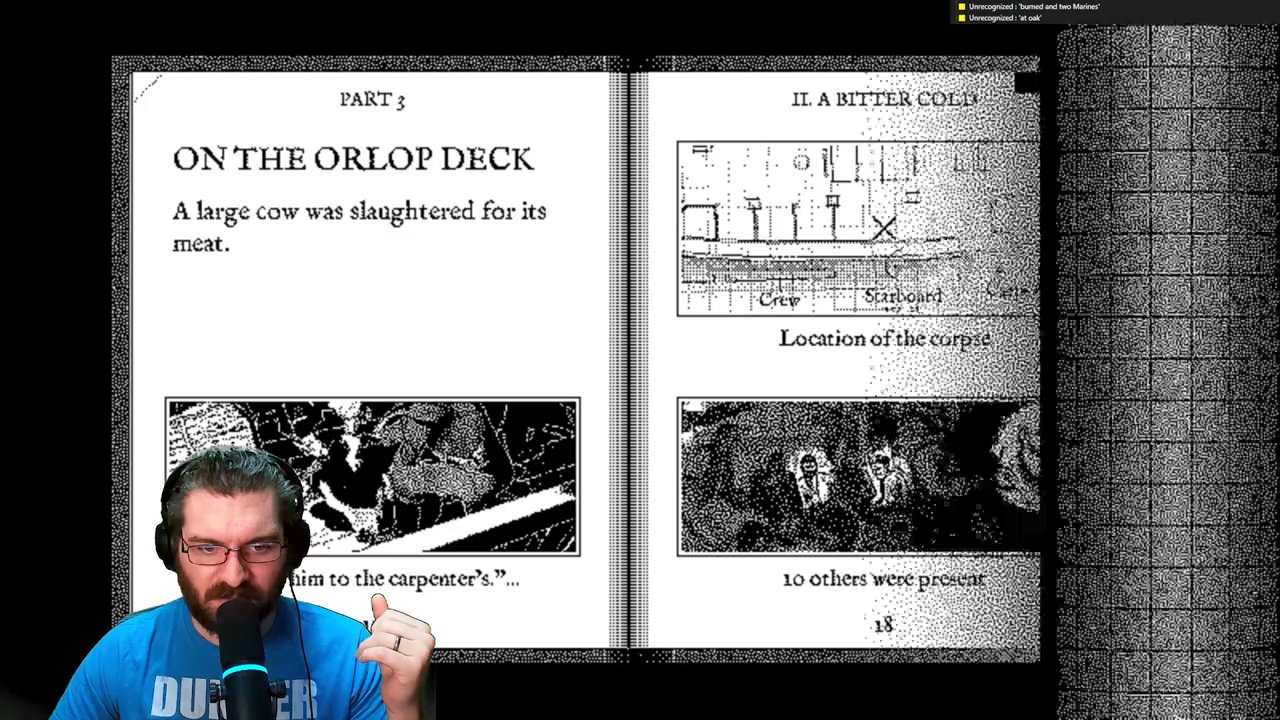 Unrecognized : 'burned and two Marines'
Unrecognized : 'at oak'
PART 3
ON THE ORLOP DECK
A large cow was slaughtered for its
meat.
him to the carpenter's."...
II. A BITTER COLD
Crew
Starboard
Location of the corpse
10 others were present
18